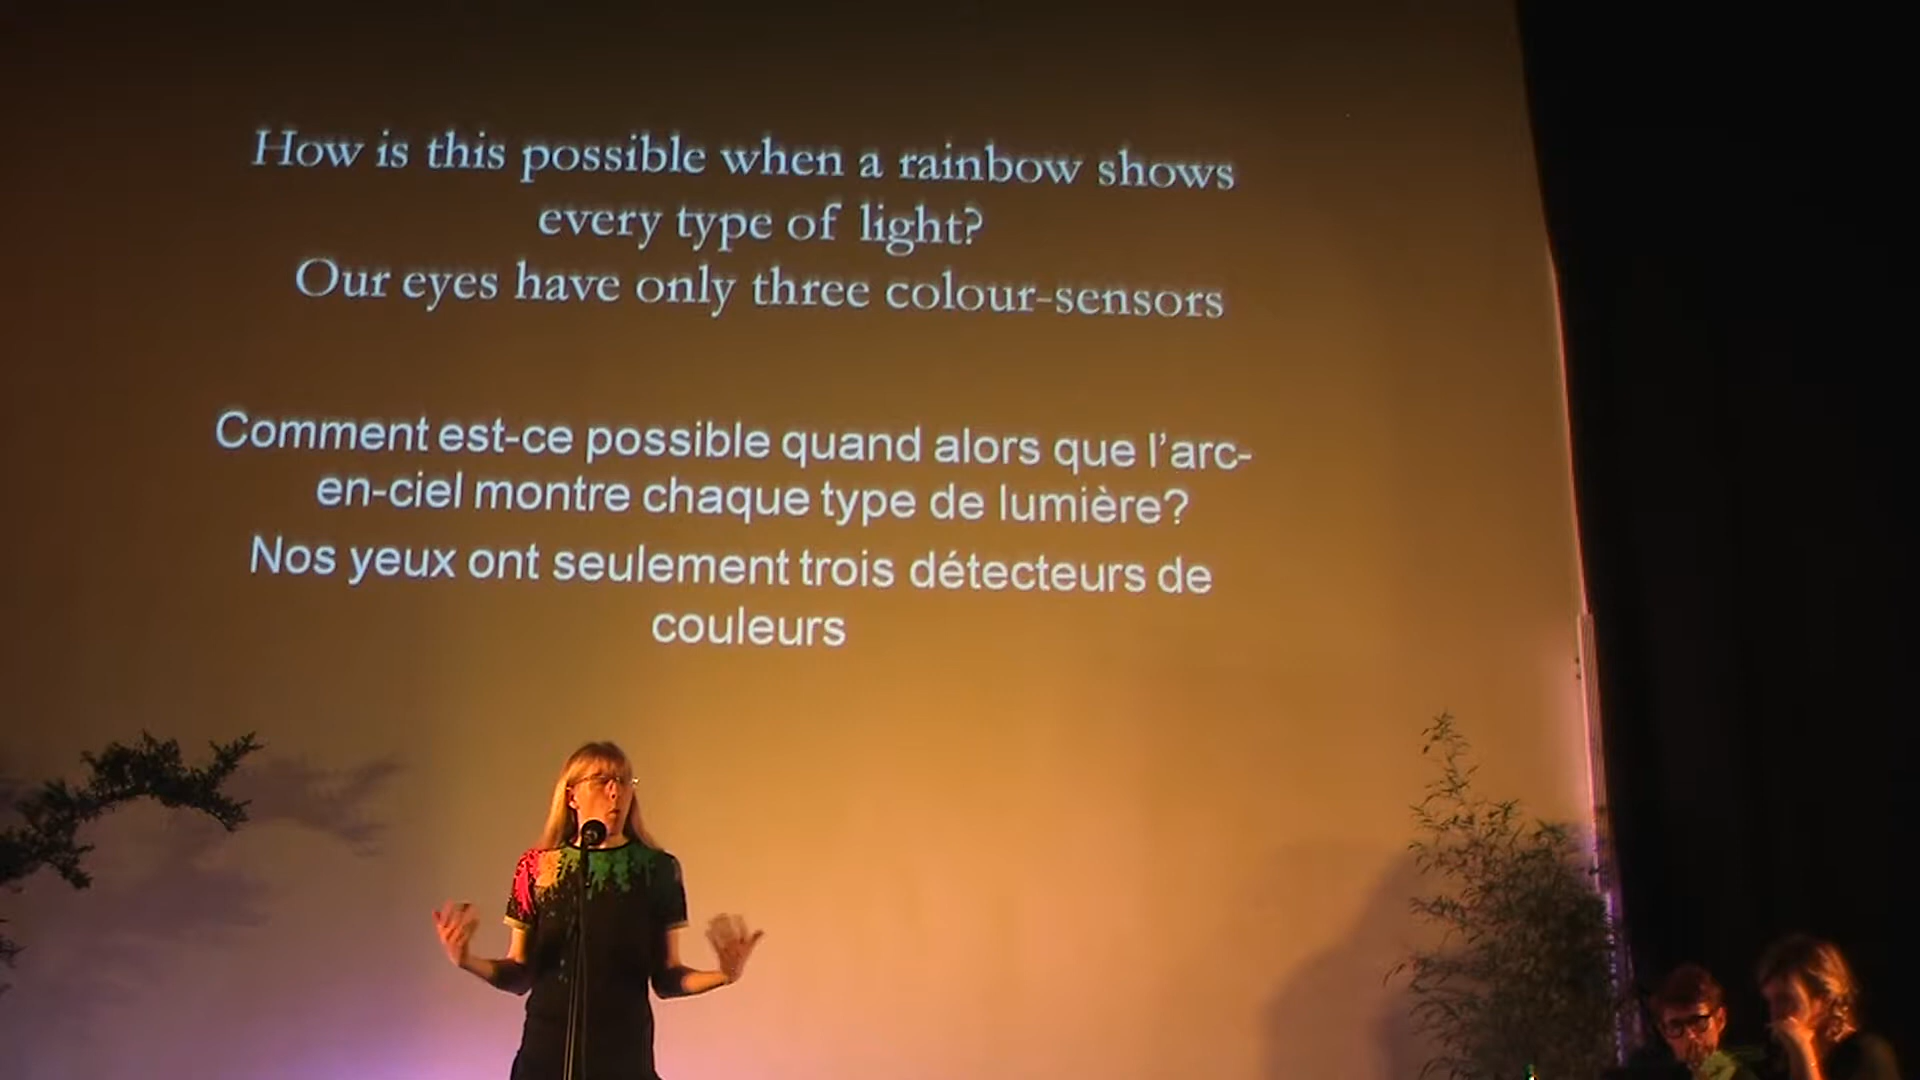 How is this possible when a rainbow shows
every type of light?
Our eyes have only three colour-sensors
Comment est-ce possible quand alors que l'arc-
en-ciel montre chaque type de lumière?
Nos yeux ont seulement trois détecteurs de
couleurs